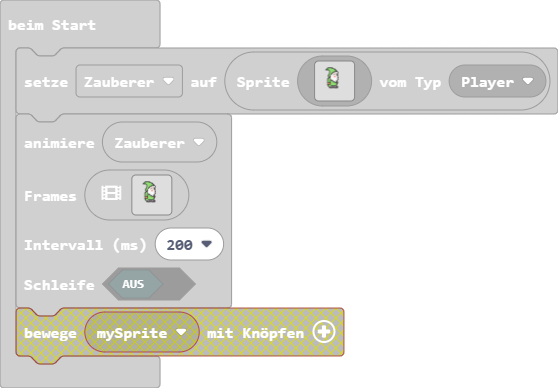 beim Start
setze Zauberer auf Sprite vom Typ Player
animiere Zauberer
Frames
Intervall (ms) 200
Schleife AUS
bewege mySprite mit Knöpfen